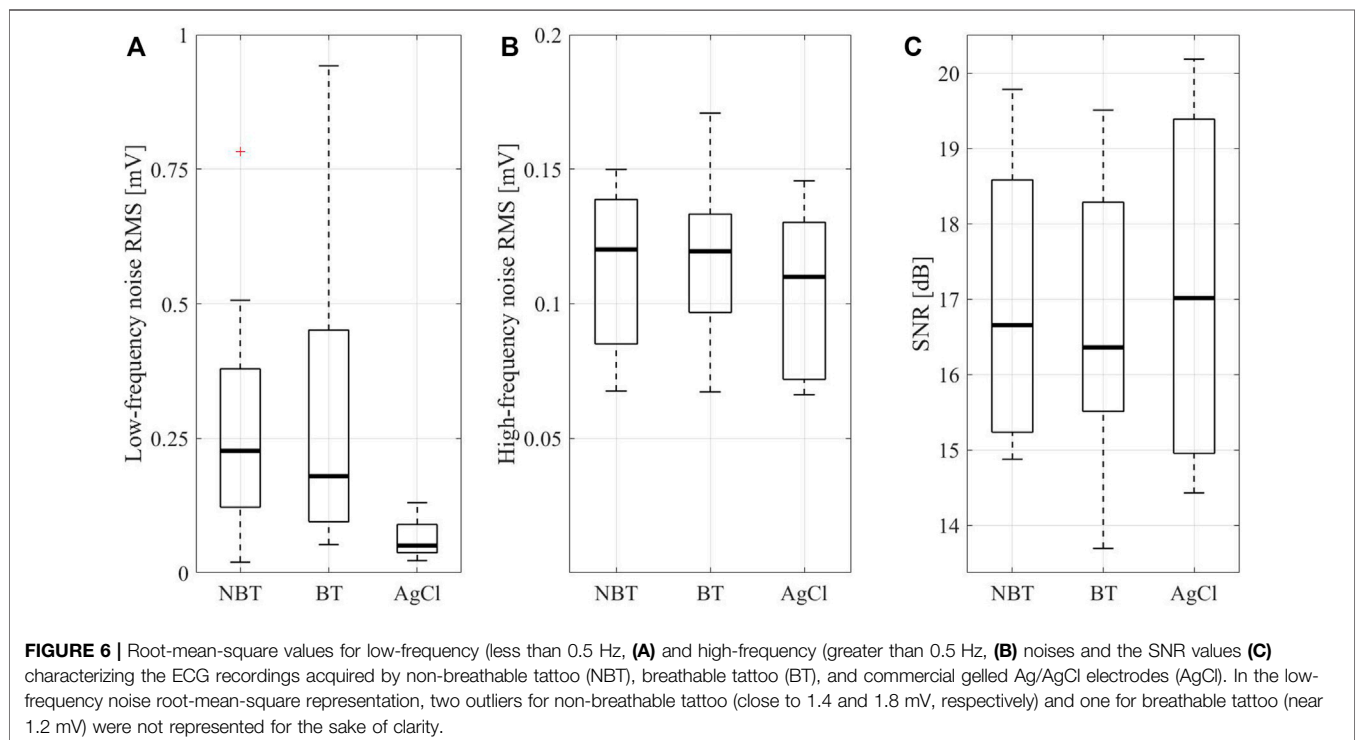 A
1
0.75
0.5
0.25
0
Low-frequency noise RMS [mV]
NBT
BT
AgCl
B
0.2
0.15
0.1
0.05
High-frequency noise RMS [mV]
NBT
BT
AgCl
C
20
19
18
17
16
15
14
SNR [dB]
NBT
BT
AgCl
FIGURE 6 | Root-mean-square values for low-frequency (less than 0.5 Hz, (A) and high-frequency (greater than 0.5 Hz, (B) noises and the SNR values (C)
characterizing the ECG recordings acquired by non-breathable tattoo (NBT), breathable tattoo (BT), and commercial gelled Ag/AgCl electrodes (AgCl). In the low-
frequency noise root-mean-square representation, two outliers for non-breathable tattoo (close to 1.4 and 1.8 mV, respectively) and one for breathable tattoo (near
1.2 mV) were not represented for the sake of clarity.